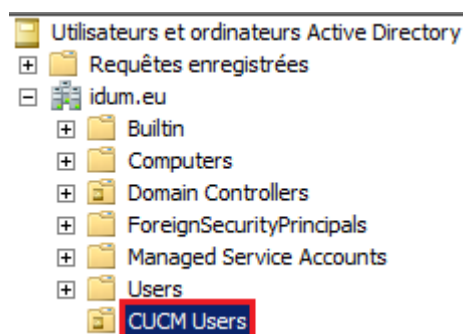 Utilisateurs et ordinateurs Active Directory
Requêtes enregistrées
idum.eu
Builtin
Computers
Domain Controllers
ForeignSecurityPrincipals
Managed Service Accounts
Users
CUCM Users